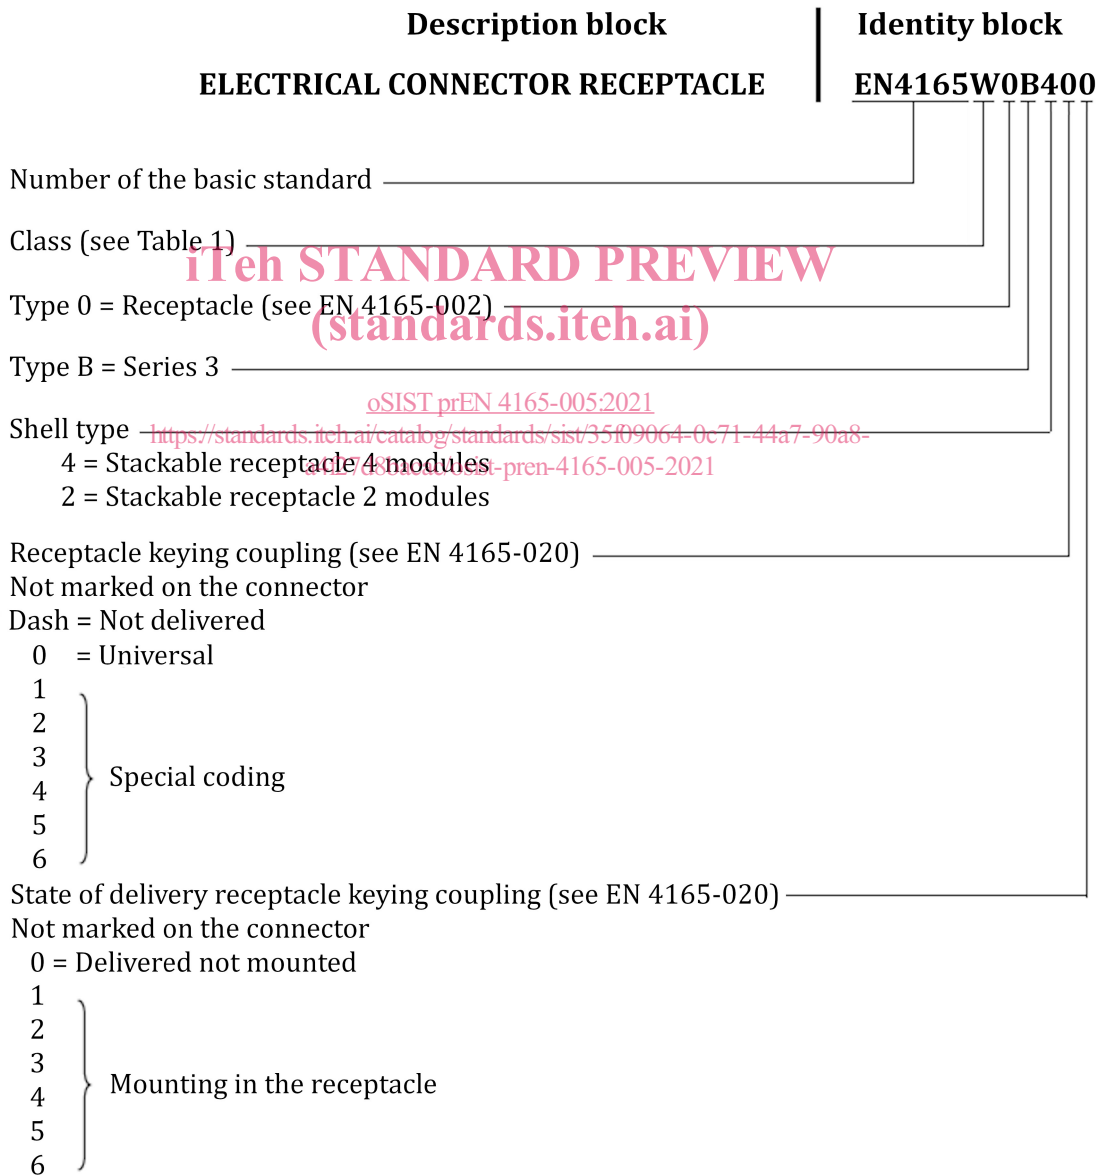 Description block Identity block
ELECTRICAL CONNECTOR RECEPTACLE EN4165W0B400
Number of the basic standard
Class (see Table 1)
iTeh STANDARD PREVIEW
Type 0 = Receptacle (see EN 4165-002)
(standards.iteh.ai)
Type B = Series 3
oSIST prEN 4165-005:2021
Shell type
https://standards.iteh.ai/catalog/standards/sist/35f09064-0c71-44a7-90a8-
4 = Stackable receptacle 4 modules
-pren-4165-005-2021
2 = Stackable receptacle 2 modules
Receptacle keying coupling (see EN 4165-020)
Not marked on the connector
Dash = Not delivered
0 = Universal
1
2
3
Special coding
4
5
6
State of delivery receptacle keying coupling (see EN 4165-020)
Not marked on the connector
0 = Delivered not mounted
1
2
3
Mounting in the receptacle
4
5
6